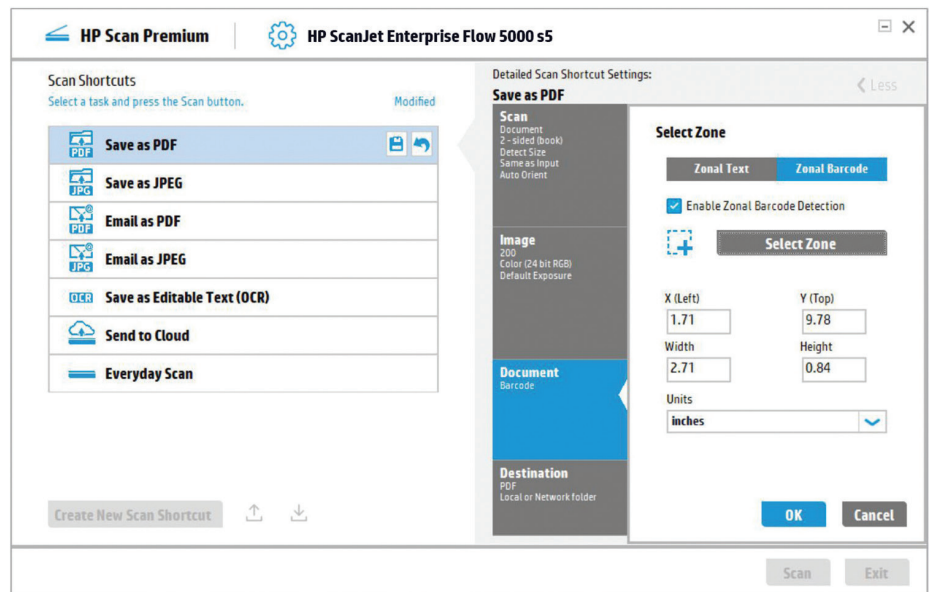 HP Scan Premium
HP ScanJet Enterprise Flow 5000 s5
Scan Shortcuts
Select a task and press the Scan button.
Modified
PDF
Save as PDF
JPG
Save as JPEG
PDF
Email as PDF
JPG
Email as JPEG
OCR
Save as Editable Text (OCR)
Send to Cloud
Everyday Scan
Create New Scan Shortcut
Detailed Scan Shortcut Settings:
Save as PDF
Less
Scan
Document
2 - sided (book)
Detect Size
Same as Input
Auto Orient
Image
200
Color (24 bit RGB)
Default Exposure
Document
Barcode
Destination
PDF
Local or Network folder
Select Zone
Zonal Text
Zonal Barcode
Enable Zonal Barcode Detection
Select Zone
X (Left)
Y (Top)
1.71
9.78
Width
Height
2.71
0.84
Units
inches
OK
Cancel
Scan
Exit